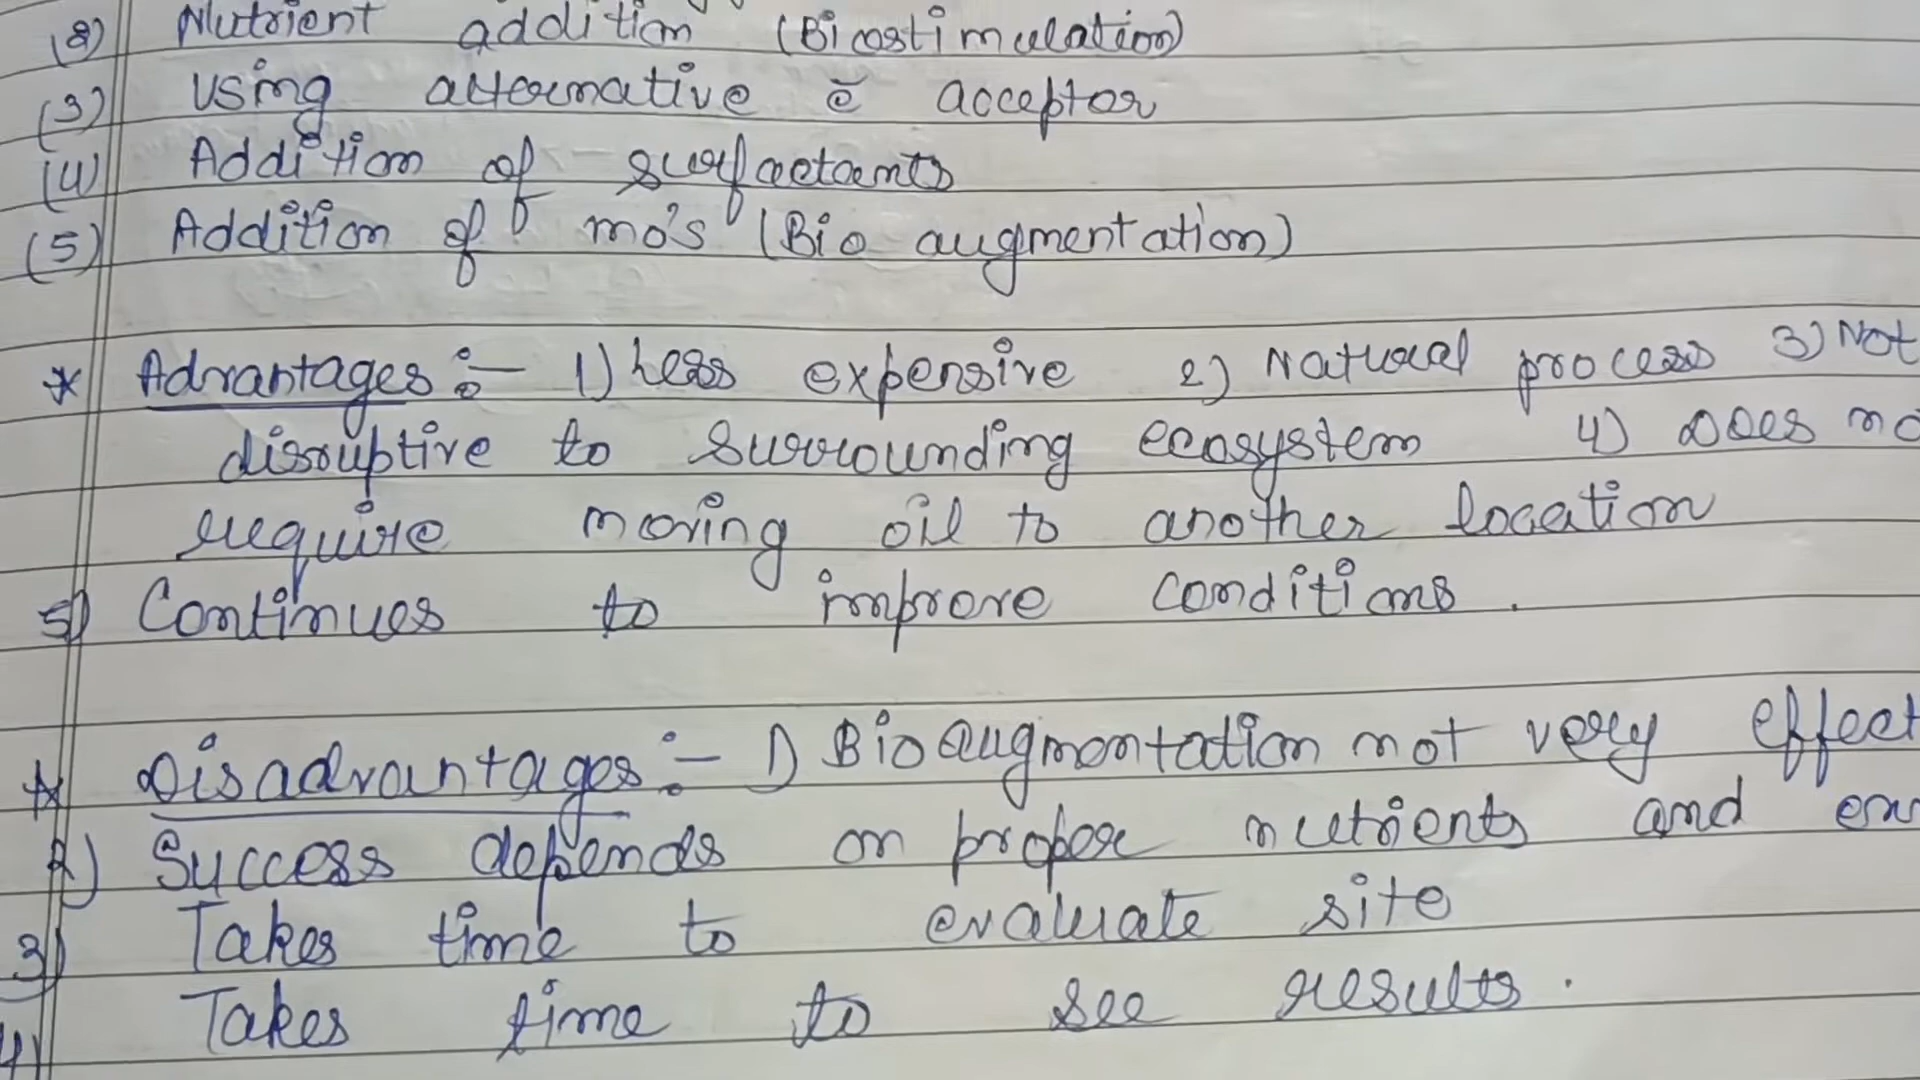 (2) Nutrient addition (Biostimulation)
(3) Using alternative ē acceptor
(4) Addition of surfactants
(5) Addition of mo's (Bio augmentation)
* Advantages :- 1) Less expensive 2) Natural process 3) Not
disruptive to surrounding ecosystem 4) Does no
require moving oil to another location
5) Continues to improve conditions.
* Disadvantages :- 1) Bioaugmentation not very effect
2) Success depends on proper nutrients and
3) Takes time to evaluate site
4) Takes time to see results.